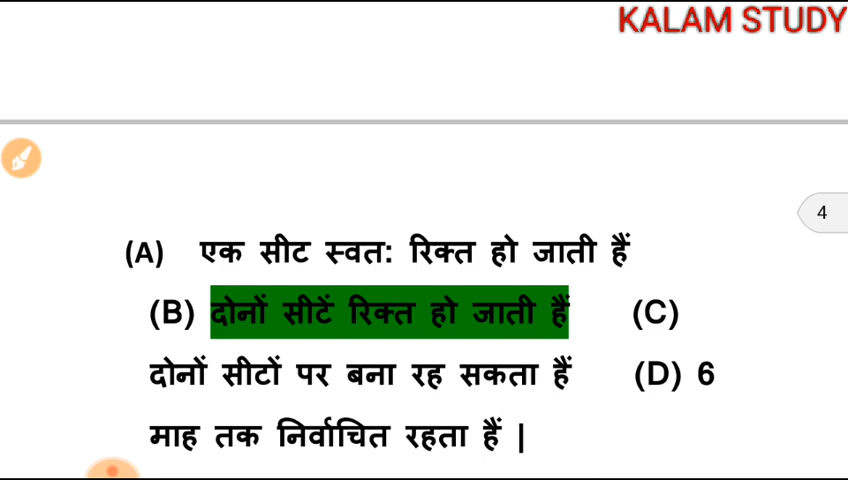 KALAM STUDY
4
(A) एक सीट स्वत: रिक्त हो जाती हैं
(B) दोनों सीटें रिक्त हो जाती हैं (C)
दोनों सीटों पर बना रह सकता हैं (D) 6
माह तक निर्वाचित रहता हैं |